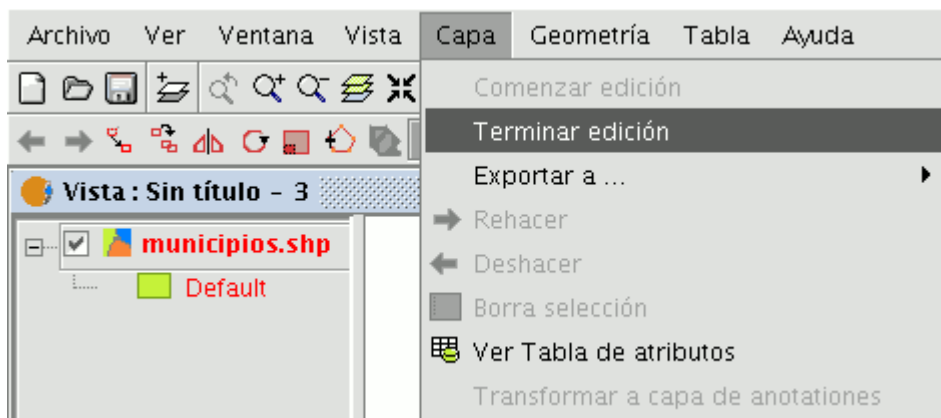 Archivo Ver Ventana Vista Capa Geometría Tabla Ayuda
Comenzar edición
Terminar edición
Exportar a ...
Vista : Sin título - 3
Rehacer
municipios.shp
Deshacer
Default
Borra selección
Ver Tabla de atributos
Transformar a capa de anotationes